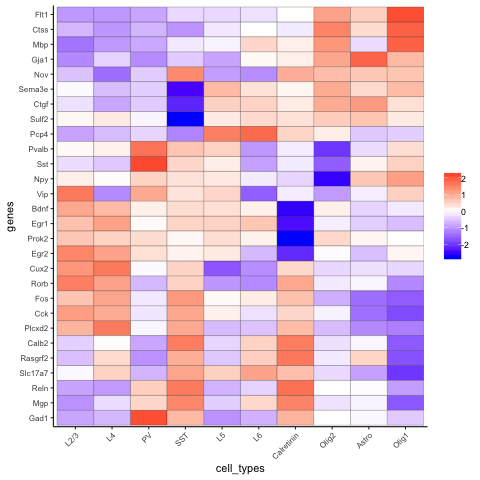 genes
Flt1
Ctss
Mbp
Gja1
Nov
Sema3e
Ctgf
Sulf2
Pcp4
Pvalb
Sst
Npy
Vip
Bdnf
Egr1
Prok2
Egr2
Cux2
Rorb
Fos
Cck
Plcxd2
Calb2
Rasgrf2
Slc17a7
Reln
Mgp
Gad1
L2/3 L4 PV SST L5 L6 Calretinin Olig2 Astro Olig1
cell_types
2
1
0
-1
-2